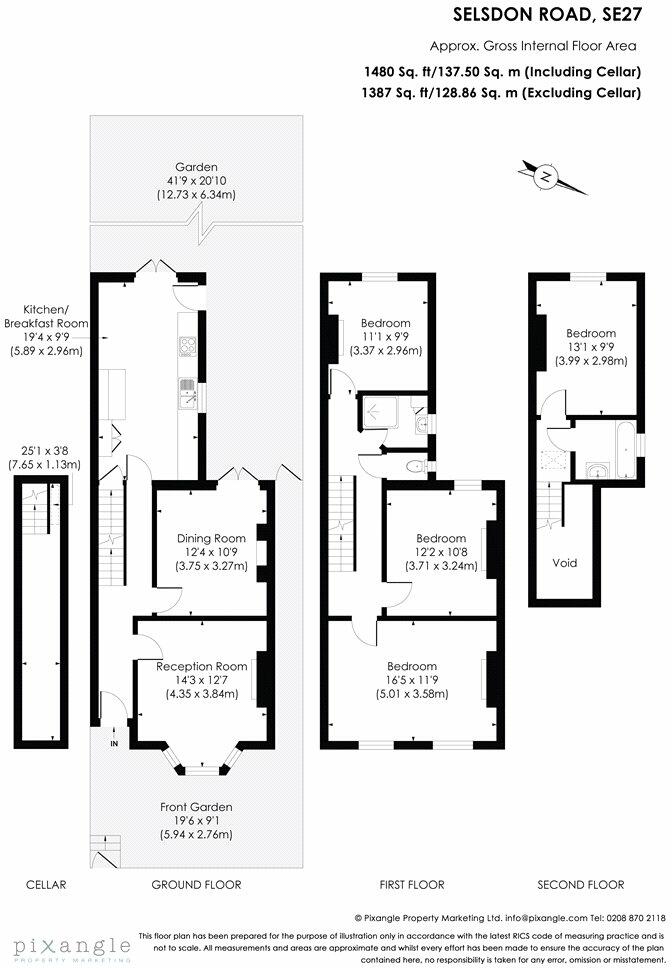 SELSDON ROAD, SE27
Approx. Gross Internal Floor Area
1480 Sq. ft/137.50 Sq. m (Including Cellar)
1387 Sq. ft/128.86 Sq. m (Excluding Cellar)
Garden
41'9 x 20'10
(12.73 x 6.34m)
N
Kitchen/
Breakfast Room
19'4 x 9'9
(5.89 x 2.96m)
25'1 x 3'8
(7.65 x 1.13m)
Dining Room
12'4 x 10'9
(3.75 x 3.27m)
Reception Room
14'3 x 12'7
(4.35 x 3.84m)
IN
Front Garden
19'6 x 9'1
(5.94 x 2.76m)
Bedroom
11'1 x 9'9
(3.37 x 2.96m)
Bedroom
12'2 x 10'8
(3.71 x 3.24m)
Bedroom
16'5 x 11'9
(5.01 x 3.58m)
Bedroom
13'1 x 9'9
(3.99 x 2.98m)
Void
CELLAR
GROUND FLOOR
FIRST FLOOR
SECOND FLOOR
© Pixangle Property Marketing Ltd. info@pixangle.com Tel: 0208 870 2118
pixangle
PROPERTY MARKETING
This floor plan has been prepared for the purpose of illustration only in accordance with the latest RICS code of measuring practice and is
not to scale. All measurements and areas are approximate and whilst every effort has been made to ensure the accuracy of the plan
contained here, no responsibility is taken for any error, omission or misstatement.